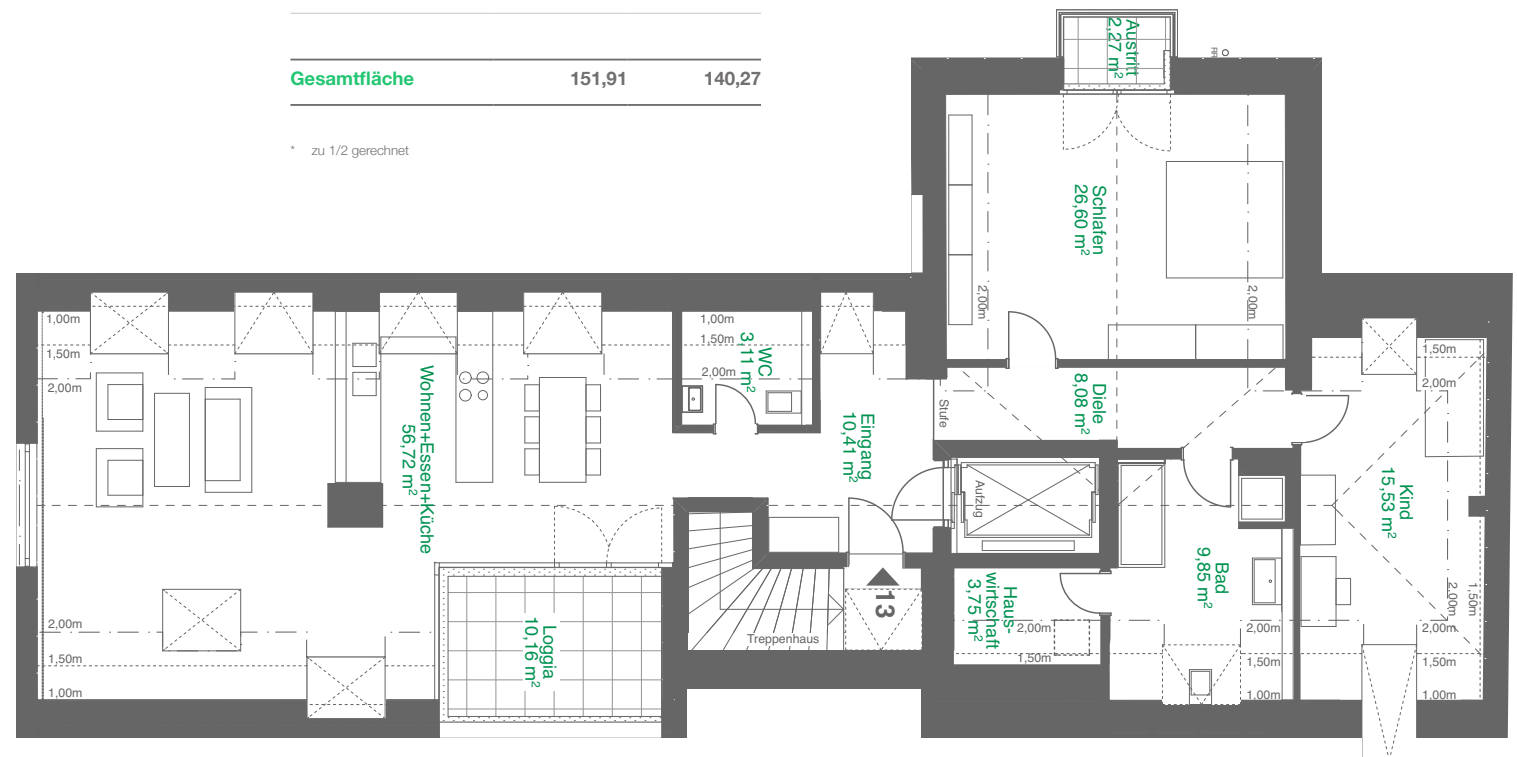 Gesamtfläche 151,91 140,27
* zu 1/2 gerechnet
Austritt
2,27 m²
Schlafen
26,60 m²
2,00m
2,00m
1,00m
1,50m
2,00m
Wohnen+Essen+Küche
56,72 m²
1,00m
1,50m
2,00m
WC
3,11 m²
Eingang
10,41 m²
Stufe
Diele
8,08 m²
1,50m
2,00m
Kind
15,53 m²
Aufzug
2,00m
1,50m
1,00m
Loggia
10,16 m²
Treppenhaus
13
Haus-
wirtschaft
3,75 m²
2,00m
1,50m
Bad
9,85 m²
2,00m
1,50m
1,00m
2,00m
1,50m
2,00m
1,50m
1,00m